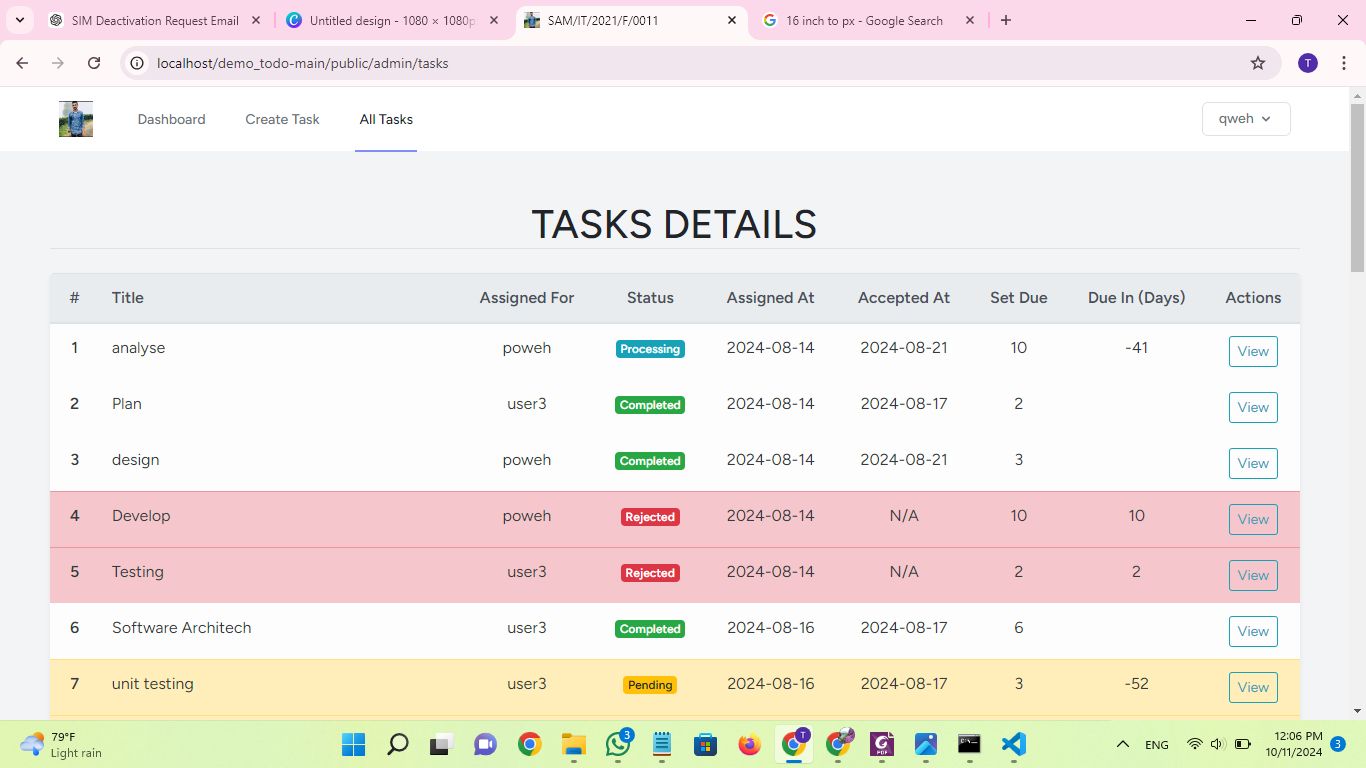 SIM Deactivation Request Email
Untitled design - 1080 × 1080p
SAM/IT/2021/F/0011
16 inch to px - Google Search
localhost/demo_todo-main/public/admin/tasks
T
Dashboard Create Task All Tasks qweh
TASKS DETAILS
# Title Assigned For Status Assigned At Accepted At Set Due Due In (Days) Actions
1 analyse poweh Processing 2024-08-14 2024-08-21 10 -41 View
2 Plan user3 Completed 2024-08-14 2024-08-17 2 View
3 design poweh Completed 2024-08-14 2024-08-21 3 View
4 Develop poweh Rejected 2024-08-14 N/A 10 10 View
5 Testing user3 Rejected 2024-08-14 N/A 2 2 View
6 Software Architech user3 Completed 2024-08-16 2024-08-17 6 View
7 unit testing user3 Pending 2024-08-16 2024-08-17 3 -52 View
79°F
Light rain
3
T
PDF
ENG
12:06 PM
10/11/2024
3